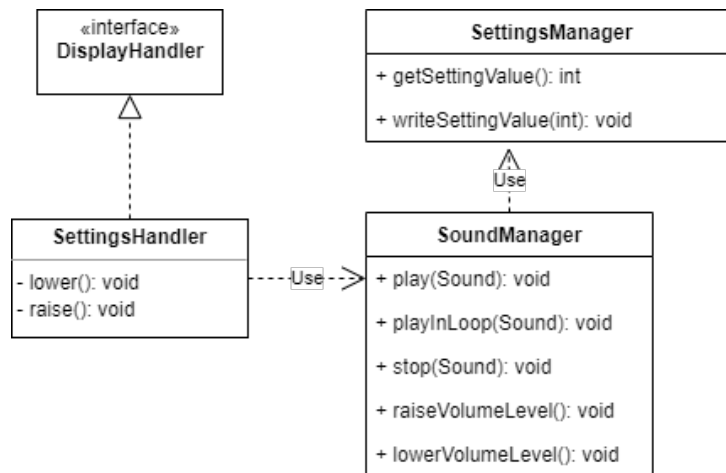 «interface»
DisplayHandler
SettingsManager
+ getSettingValue(): int
+ writeSettingValue(int): void
Use
SettingsHandler
- lower(): void
- raise(): void
Use
SoundManager
+ play(Sound): void
+ playInLoop(Sound): void
+ stop(Sound): void
+ raiseVolumeLevel(): void
+ lowerVolumeLevel(): void